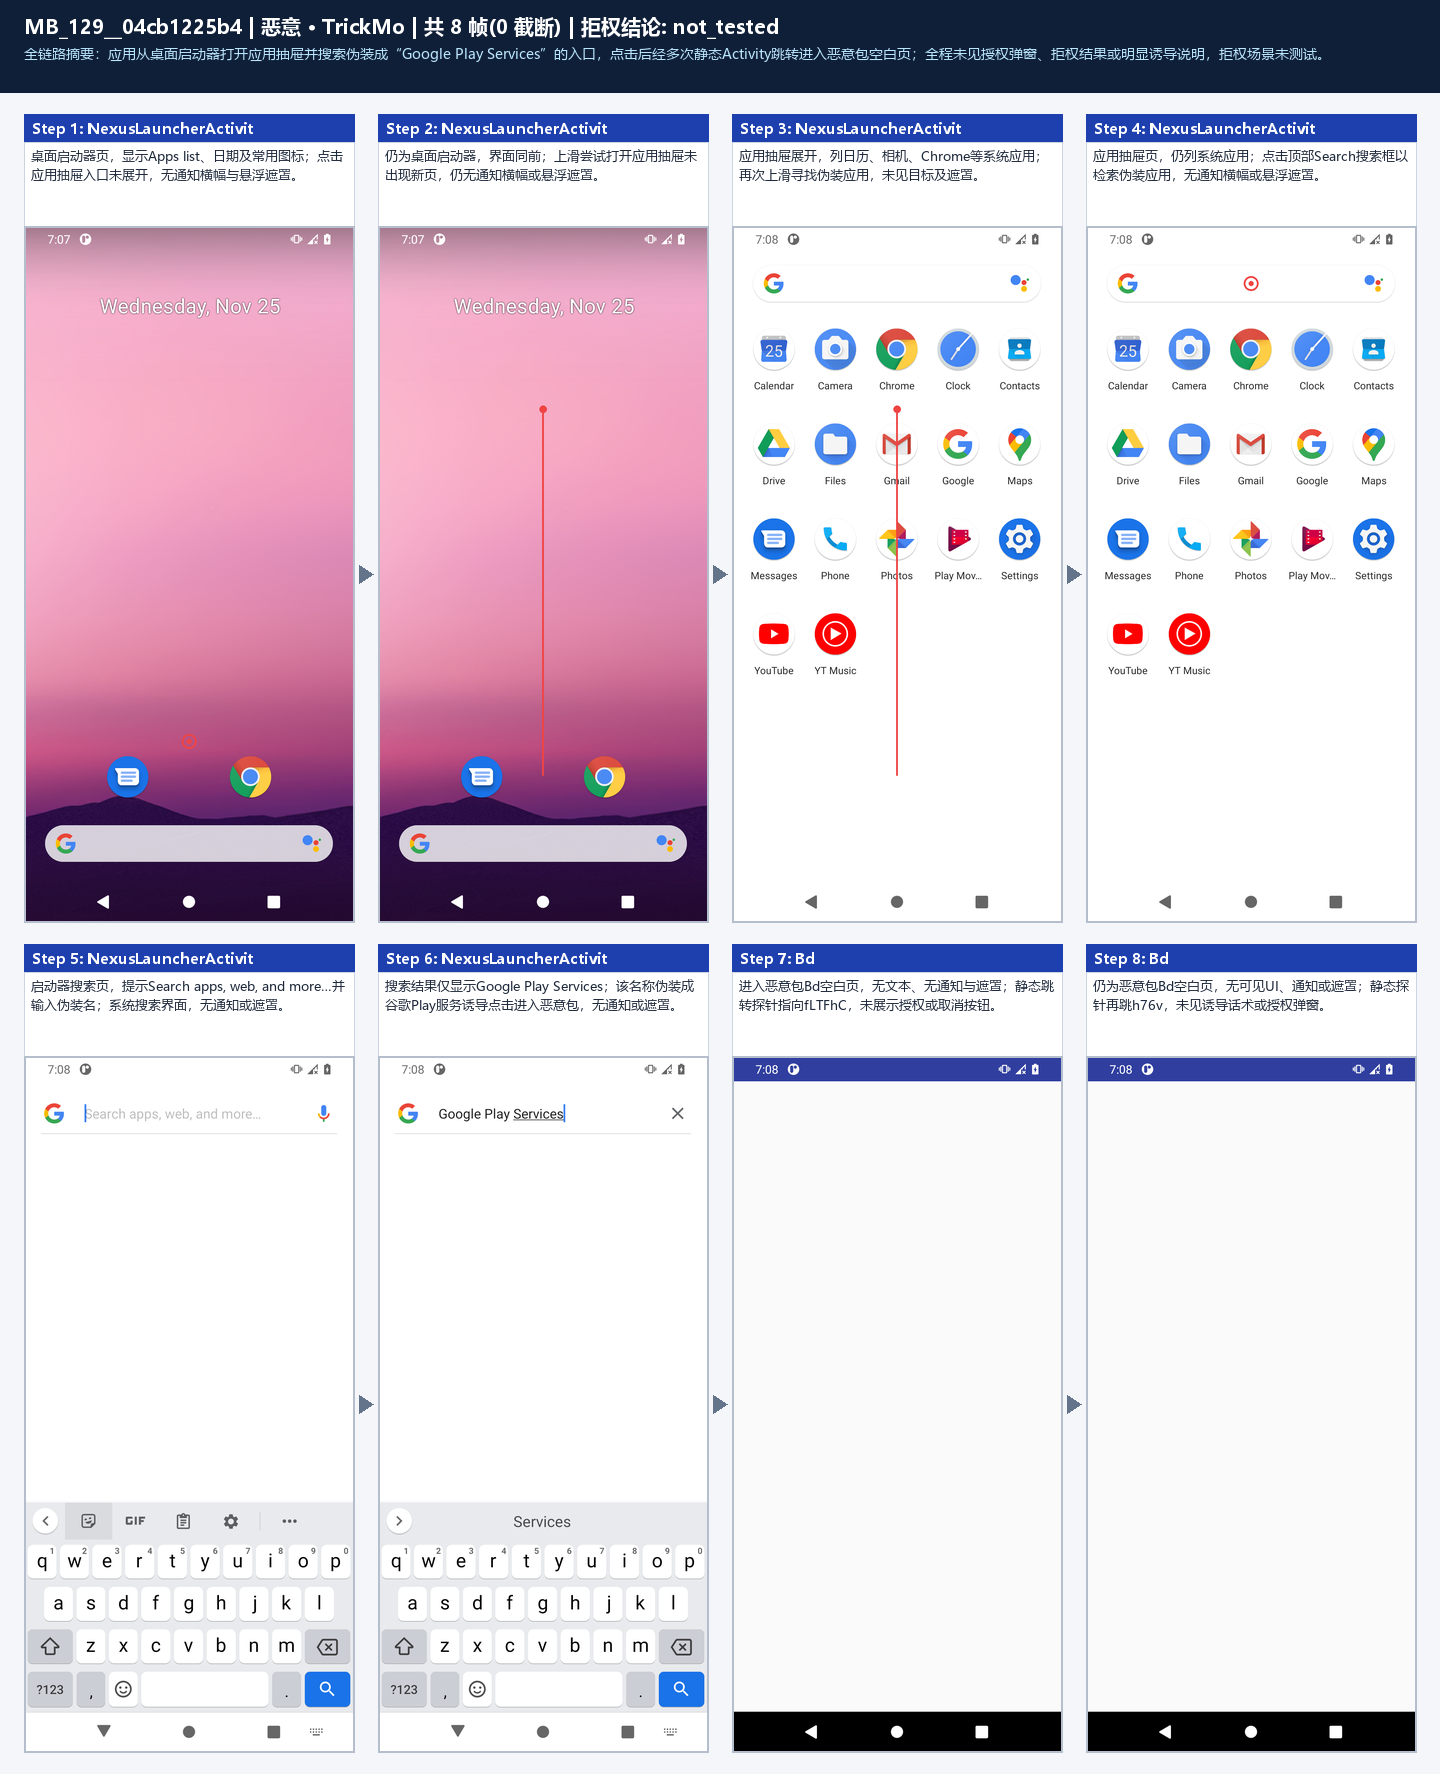 MB_129__04cb1225b4 | 恶意 • TrickMo | 共 8 帧(0 截断) | 拒权结论: not_tested
全链路摘要：应用从桌面启动器打开应用抽屉并搜索伪装成“Google Play Services”的入口，点击后经多次静态Activity跳转进入恶意包空白页；全程未见授权弹窗、拒权结果或明显诱导说明，拒权场景未测试。
Step 1: NexusLauncherActivit
桌面启动器页，显示Apps list、日期及常用图标；点击
应用抽屉入口未展开，无通知横幅与悬浮遮罩。
7:07
Wednesday, Nov 25
Step 2: NexusLauncherActivit
仍为桌面启动器，界面同前；上滑尝试打开应用抽屉未
出现新页，仍无通知横幅或悬浮遮罩。
7:07
Wednesday, Nov 25
Step 3: NexusLauncherActivit
应用抽屉展开，列日历、相机、Chrome等系统应用；
再次上滑寻找伪装应用，未见目标及遮罩。
7:08
25
Calendar Camera Chrome Clock Contacts
Drive Files Gmail Google Maps
Messages Phone Photos Play Mov... Settings
YouTube YT Music
Step 4: NexusLauncherActivit
应用抽屉页，仍列系统应用；点击顶部Search搜索框以
检索伪装应用，无通知横幅或悬浮遮罩。
7:08
25
Calendar Camera Chrome Clock Contacts
Drive Files Gmail Google Maps
Messages Phone Photos Play Mov... Settings
YouTube YT Music
Step 5: NexusLauncherActivit
启动器搜索页，提示Search apps, web, and more...并
输入伪装名；系统搜索界面，无通知或遮罩。
7:08
Search apps, web, and more...
GIF
q1 w2 e3 r4 t5 y6 u7 i8 o9 p0
a s d f g h j k l
z x c v b n m
?123 , .
Step 6: NexusLauncherActivit
搜索结果仅显示Google Play Services；该名称伪装成
谷歌Play服务诱导点击进入恶意包，无通知或遮罩。
7:08
Google Play Services
Services
q1 w2 e3 r4 t5 y6 u7 i8 o9 p0
a s d f g h j k l
z x c v b n m
?123 , .
Step 7: Bd
进入恶意包Bd空白页，无文本、无通知与遮罩；静态跳
转探针指向fLTFhC，未展示授权或取消按钮。
7:08
Step 8: Bd
仍为恶意包Bd空白页，无可见UI、通知或遮罩；静态探
针再跳h76v，未见诱导话术或授权弹窗。
7:08